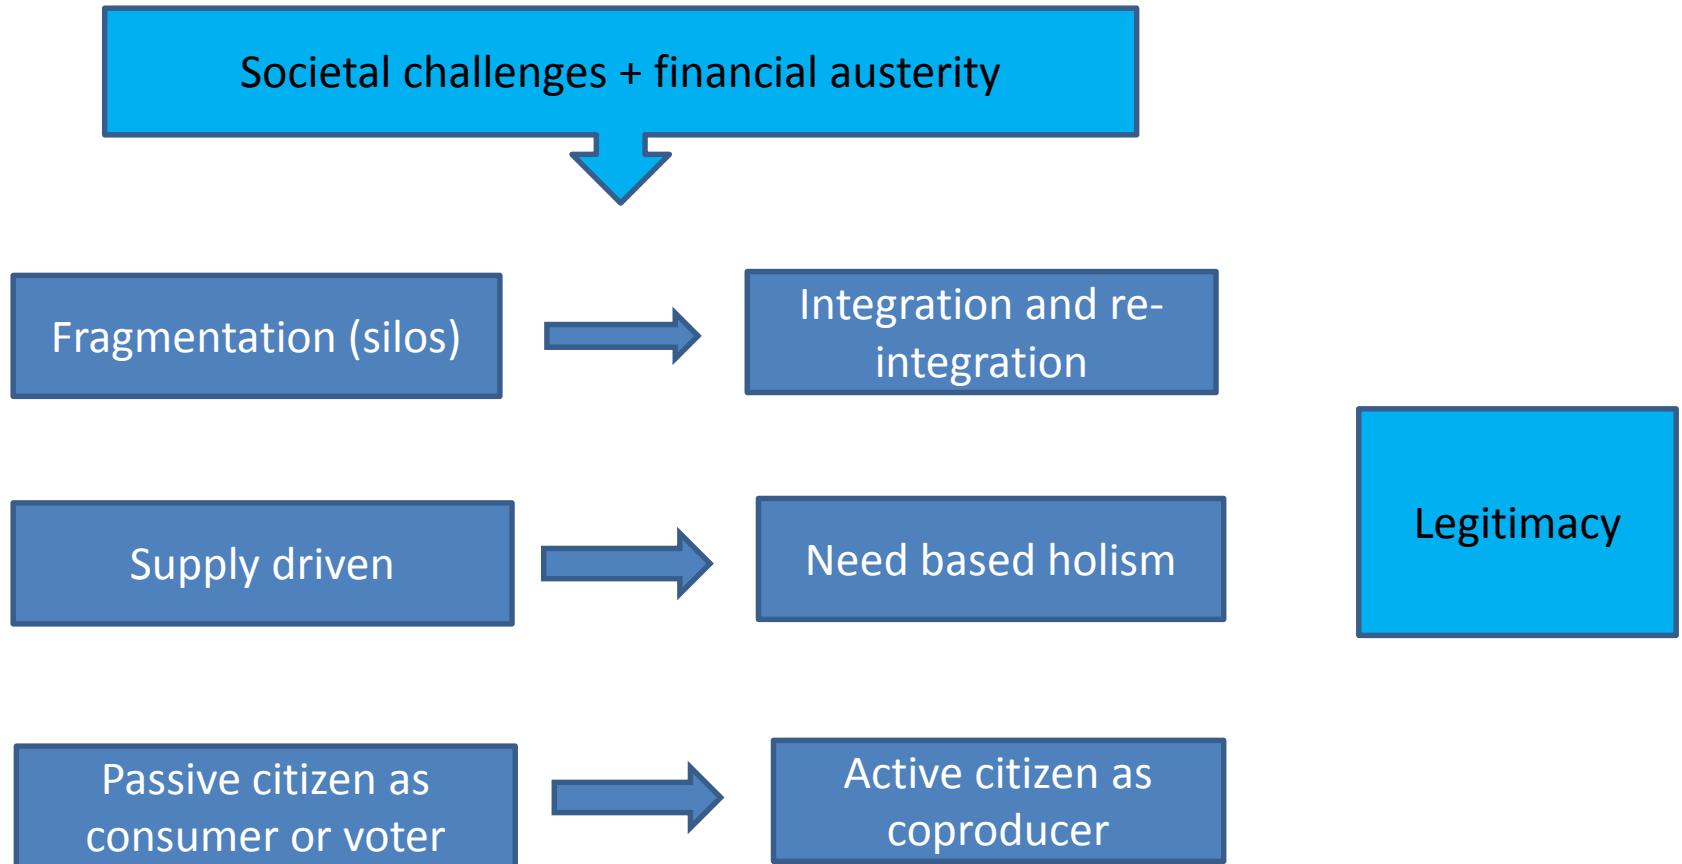 Societal challenges + financial austerity
Fragmentation (silos)
Integration and re-
integration
Supply driven
Need based holism
Legitimacy
Passive citizen as
consumer or voter
Active citizen as
coproducer